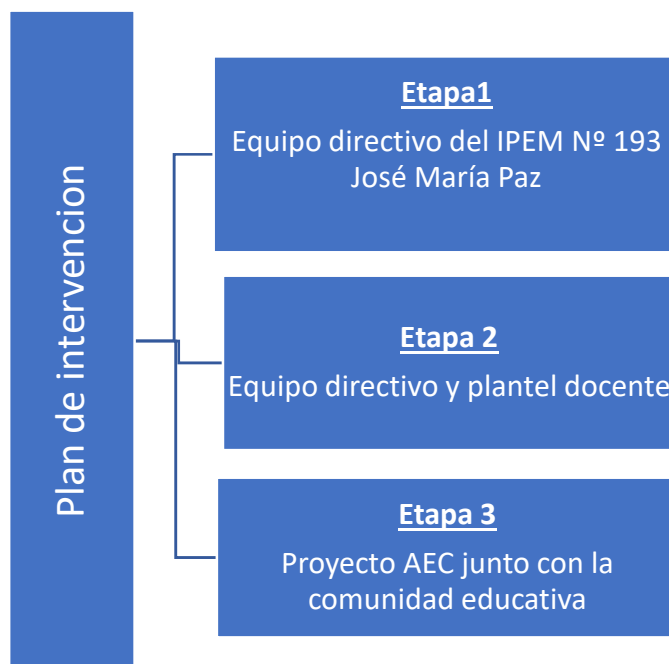 Plan de intervencion
Etapa1
Equipo directivo del IPEM Nº 193
José María Paz
Etapa 2
Equipo directivo y plantel docente
Etapa 3
Proyecto AEC junto con la
comunidad educativa